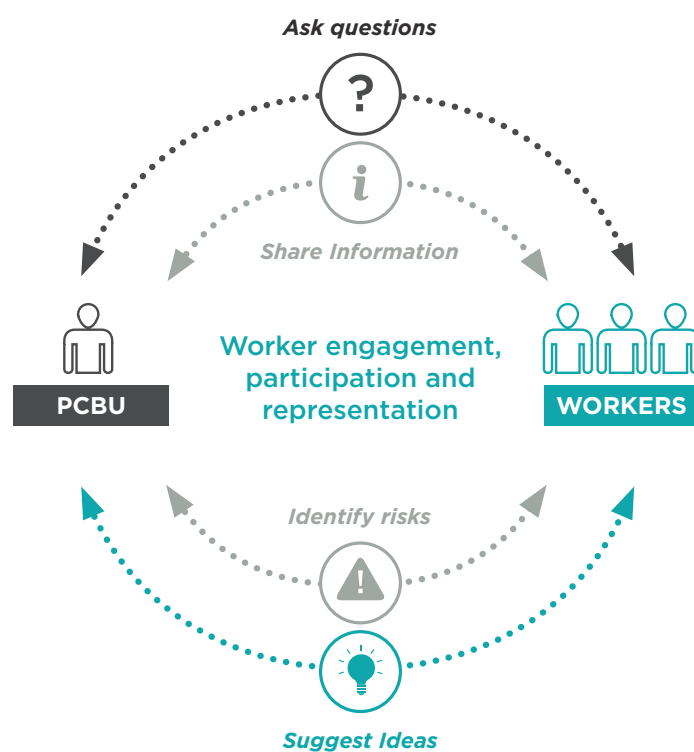 Ask questions
?
i
Share Information
Worker engagement,
participation and
representation
PCBU
WORKERS
Identify risks
!
Suggest Ideas